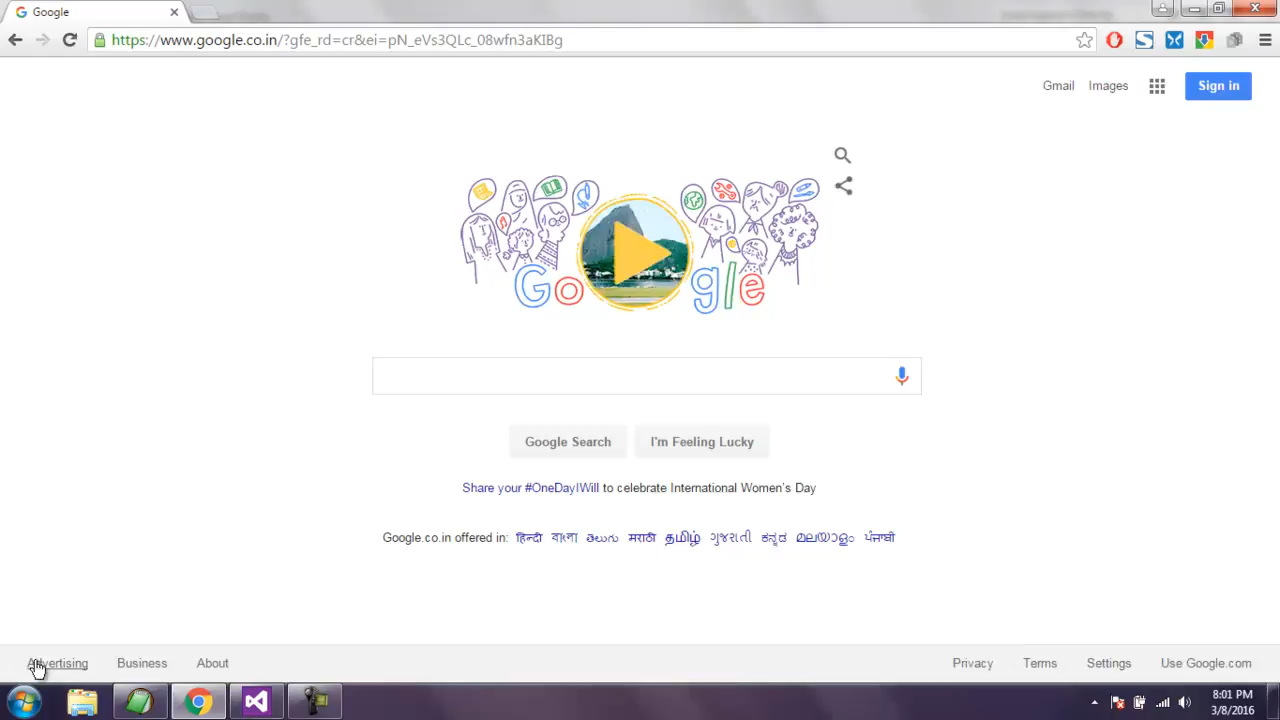 Google
https://www.google.co.in/?gfe_rd=cr&ei=pN_eVs3QLc_08wfn3aKIBg
Gmail Images Sign in
Google
Google Search I'm Feeling Lucky
Share your #OneDayIWill to celebrate International Women's Day
Google.co.in offered in: हिन्दी বাংলা తెలుగు मराठी தமிழ் ગુજરાતી ಕನ್ನಡ മലയാളം ਪੰਜਾਬੀ
Advertising Business About Privacy Terms Settings Use Google.com
8:01 PM
3/8/2016